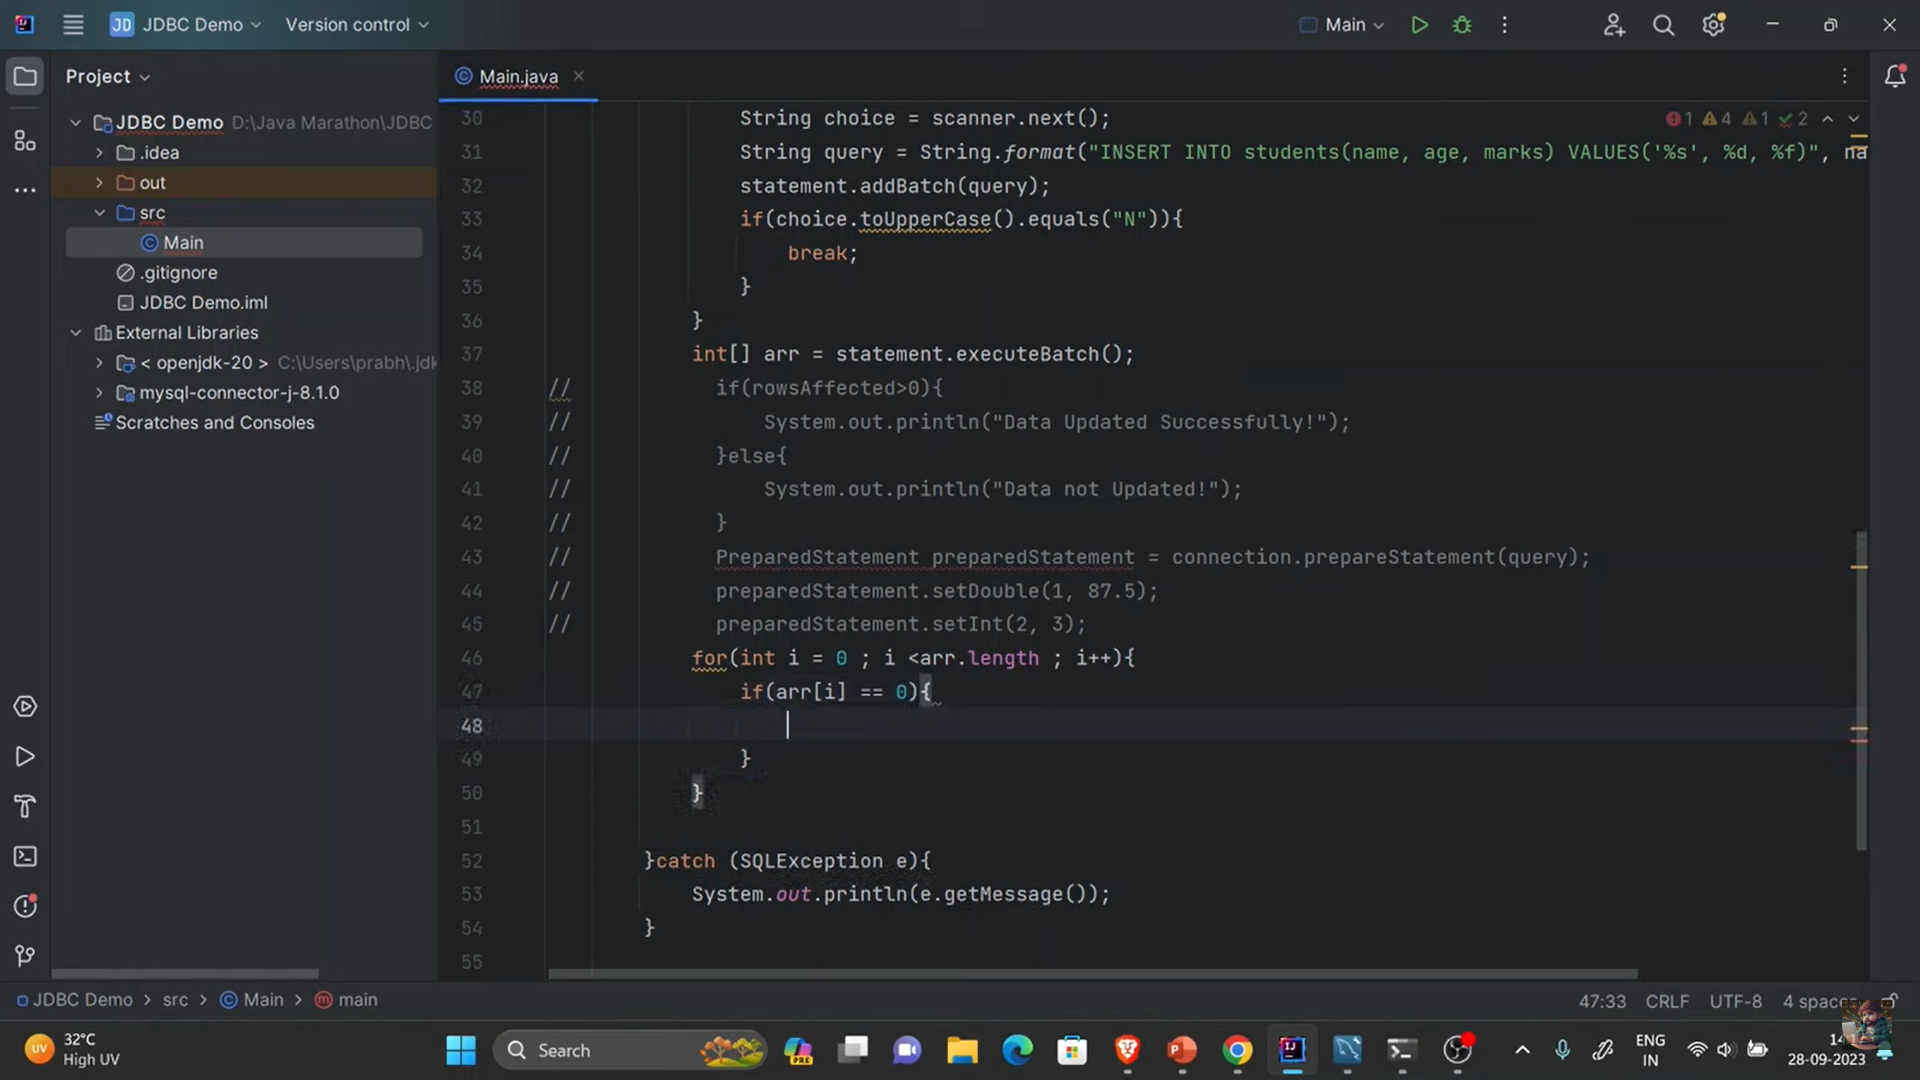 JD JDBC Demo Version control Main
Project
Main.java
JDBC Demo D:\Java Marathon\JDBC
.idea
out
src
Main
.gitignore
JDBC Demo.iml
External Libraries
< openjdk-20 > C:\Users\prabh\.jdk
mysql-connector-j-8.1.0
Scratches and Consoles
1 4 1 2
30 String choice = scanner.next();
31 String query = String.format("INSERT INTO students(name, age, marks) VALUES('%s', %d, %f)", na
32 statement.addBatch(query);
33 if(choice.toUpperCase().equals("N")){
34 break;
35 }
36 }
37 int[] arr = statement.executeBatch();
38 // if(rowsAffected>0){
39 // System.out.println("Data Updated Successfully!");
40 // }else{
41 // System.out.println("Data not Updated!");
42 // }
43 // PreparedStatement preparedStatement = connection.prepareStatement(query);
44 // preparedStatement.setDouble(1, 87.5);
45 // preparedStatement.setInt(2, 3);
46 for(int i = 0 ; i <arr.length ; i++){
47 if(arr[i] == 0){
48
49 }
50 }
51
52 }catch (SQLException e){
53 System.out.println(e.getMessage());
54 }
55
JDBC Demo > src > Main > main
47:33 CRLF UTF-8 4 spaces
UV 32°C
High UV
Search
PRE
ENG
IN
28-09-2023